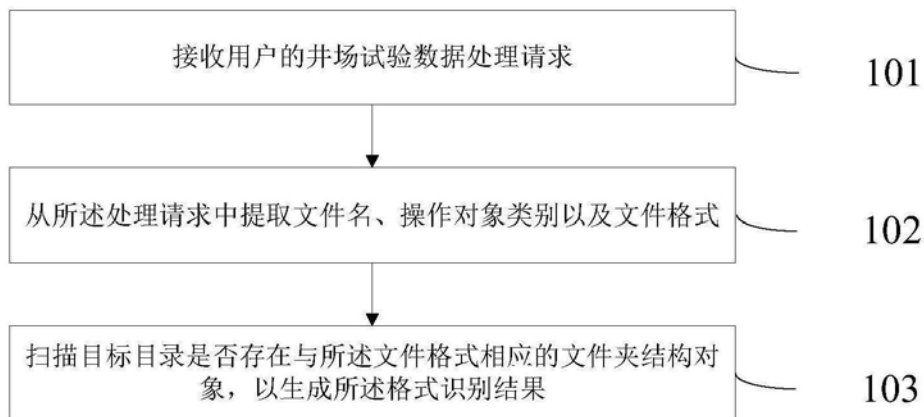 接收用户的井场试验数据处理请求
101
从所述处理请求中提取文件名、操作对象类别以及文件格式
102
扫描目标目录是否存在与所述文件格式相应的文件夹结构对
象，以生成所述格式识别结果
103